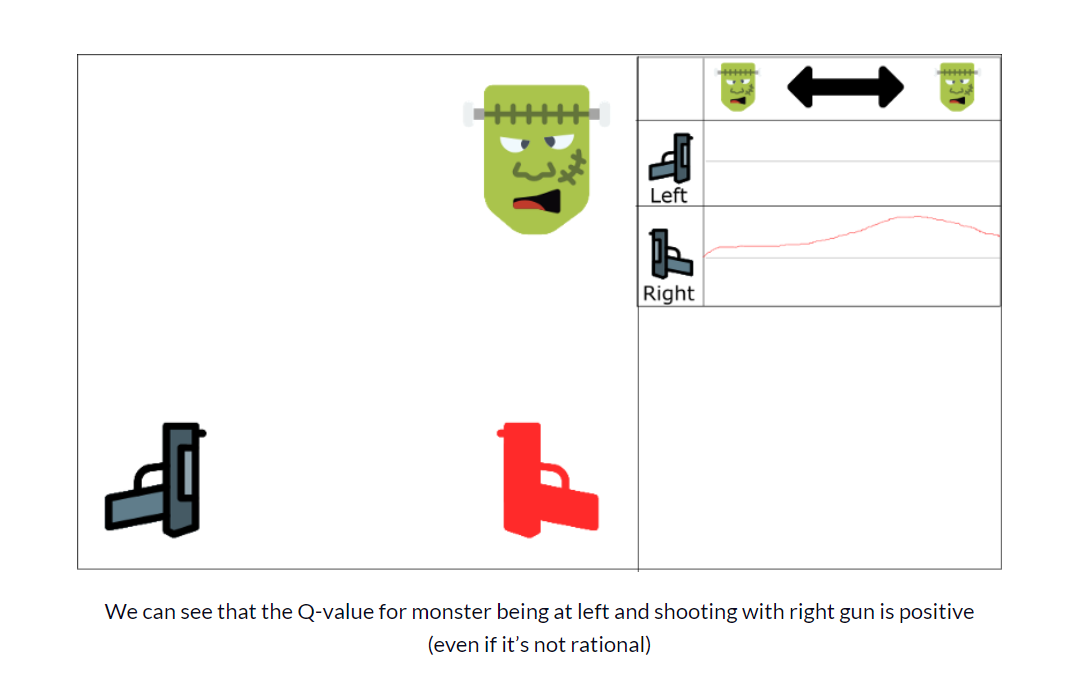 Left
Right
We can see that the Q-value for monster being at left and shooting with right gun is positive
(even if it’s not rational)